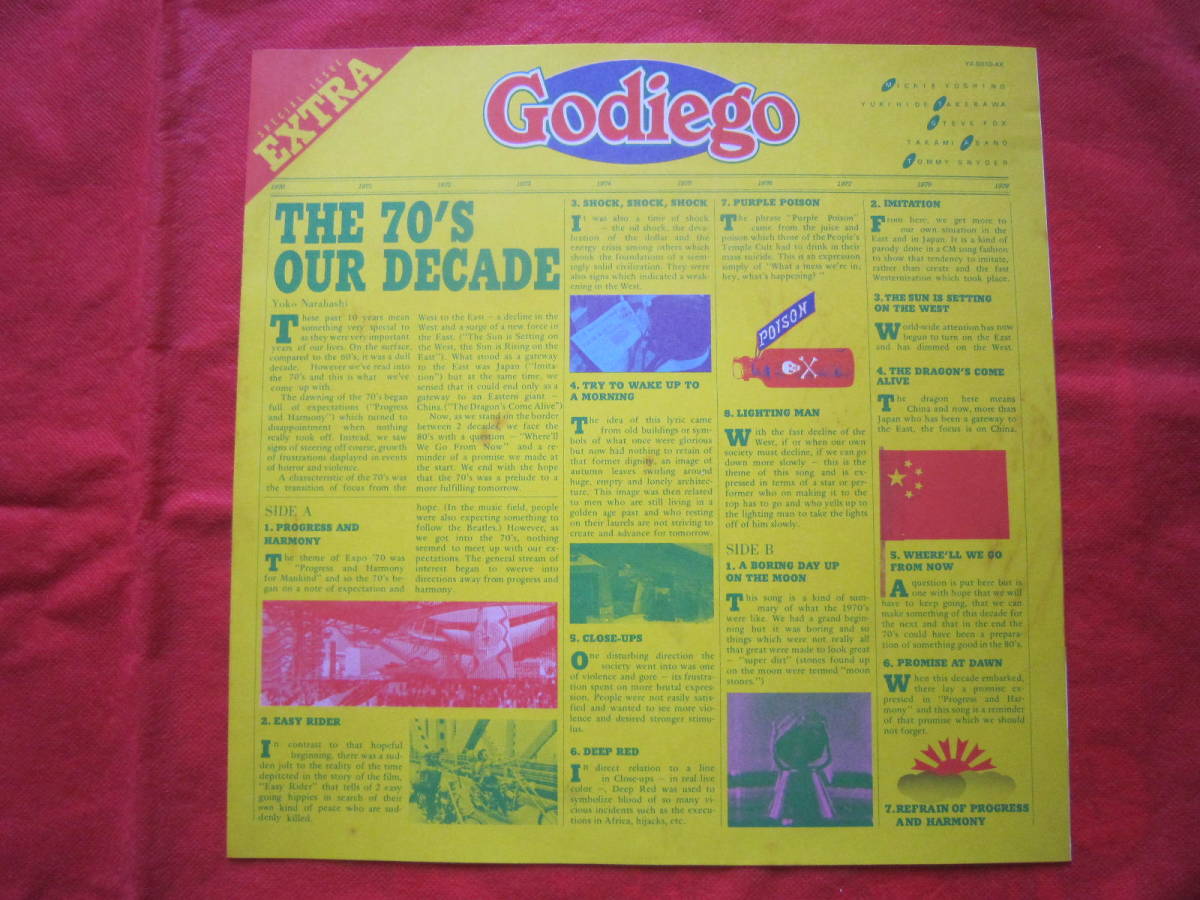 SPECIAL ISSUE
EXTRA
Godiego
YX-5010-AX
MICKIE YOSHINO
YUKIHIDE TAKEKAWA
STEVE FOX
TAKAMI ASANO
TOMMY SNYDER
1970 1971 1972 1973 1974 1975 1976 1977 1978 1979
THE 70'S
OUR DECADE
Yoko Narahashi
These past 10 years mean
something very special to
as they were very important
years of our lives. On the surface,
compared to the 60's, it was a dull
decade. However we've read into
the 70's and this is what we've
come up with.
The dawning of the 70's began
full of expectations ("Progress
and Harmony") which turned to
disappointment when nothing
really took off. Instead, we saw
signs of steering off course, growth
of frustrations displayed in events
of horror and violence.
A characteristic of the 70's was
the transition of focus from the
West to the East – a decline in the
West and a surge of a new force in
the East. ("The Sun is Setting on
the West, the Sun is Rising on the
East"). What stood as a gateway
to the East was Japan ("Imita-
tion") but at the same time, we
sensed that it could end only as a
gateway to an Eastern giant –
China. ("The Dragon's Come Alive")
Now, as we stand on the border
between 2 decades we face the
80's with a question – "Where'll
We Go From Now" and a re-
minder of a promise we made at
the start. We end with the hope
that the 70's was a prelude to a
more fulfilling tomorrow.
SIDE A
1. PROGRESS AND
HARMONY
The theme of Expo '70 was
"Progress and Harmony
for Mankind" and so the 70's be-
gan on a note of expectation and
hope. (In the music field, people
were also expecting something to
follow the Beatles.) However, as
we got into the 70's, nothing
seemed to meet up with our ex-
pectations. The general stream of
interest began to swerve into
directions away from progress and
harmony.
2. EASY RIDER
In contrast to that hopeful
beginning, there was a sud-
den jolt to the reality of the time
depitcted in the story of the film,
"Easy Rider" that tells of 2 easy
going hippies in search of their
own kind of peace who are sud-
denly killed.
3. SHOCK, SHOCK, SHOCK
It was also a time of shock
– the oil shock, the deva-
luation of the dollar and the
energy crisis among others which
shook the foundations of a seem-
ingly solid civilization. They were
also signs which indicated a weak-
ening in the West.
4. TRY TO WAKE UP TO
A MORNING
The idea of this lyric came
from old buildings or sym-
bols of what once were glorious
but now had nothing to retain of
that former dignity, an image of
autumn leaves swirling around
huge, empty and lonely architec-
ture. This image was then related
to men who are still living in a
golden age past and who resting
on their laurels are not striving to
create and advance for tomorrow.
5. CLOSE-UPS
One disturbing direction the
society went into was one
of violence and gore – its frustra-
tion spent on more brutal expres-
sion. People were not easily satis-
fied and wanted to see more vio-
lence and desired stronger stimu-
lus.
6. DEEP RED
In direct relation to a line
in Close-ups – in real live
color –, Deep Red was used to
symbolize blood of so many vi-
cious incidents such as the execu-
tions in Africa, hijacks, etc.
7. PURPLE POISON
The phrase "Purple Poison"
came from the juice and
poison which those of the People's
Temple Cult had to drink in their
mass suicide. This is an expression
simply of "What a mess we're in,
hey, what's happening?"
POISON
8. LIGHTING MAN
With the fast decline of the
West, if or when our own
society must decline, if we can go
down more slowly – this is the
theme of this song and is ex-
pressed in terms of a star or per-
former who on making it to the
top has to go and who yells up to
the lighting man to take the lights
off of him slowly.
SIDE B
1. A BORING DAY UP
ON THE MOON
This song is a kind of sum-
mary of what the 1970's
were like. We had a grand begin-
ning but it was boring and so
things which were not really all
that great were made to look great
– "super dirt" (stones found up
on the moon were termed "moon
stones.")
2. IMITATION
From here, we get more to
our own situation in the
East and in Japan. It is a kind of
parody done in a CM song fashion
to show that tendency to imitate,
rather than create and the fast
Westernization which took place.
3. THE SUN IS SETTING
ON THE WEST
World-wide attention has now
begun to turn on the East
and has dimmed on the West.
4. THE DRAGON'S COME
ALIVE
The dragon here means
China and now, more than
Japan who has been a gateway to
the East, the focus is on China.
5. WHERE'LL WE GO
FROM NOW
A question is put here but is
one with hope that we will
have to keep going, that we can
make something of this decade for
the next and that in the end the
70's could have been a prepara-
tion of something good in the 80's.
6. PROMISE AT DAWN
When this decade embarked,
there lay a promise ex-
pressed in "Progress and Har-
mony" and this song is a reminder
of that promise which we should
not forget.
7. REFRAIN OF PROGRESS
AND HARMONY